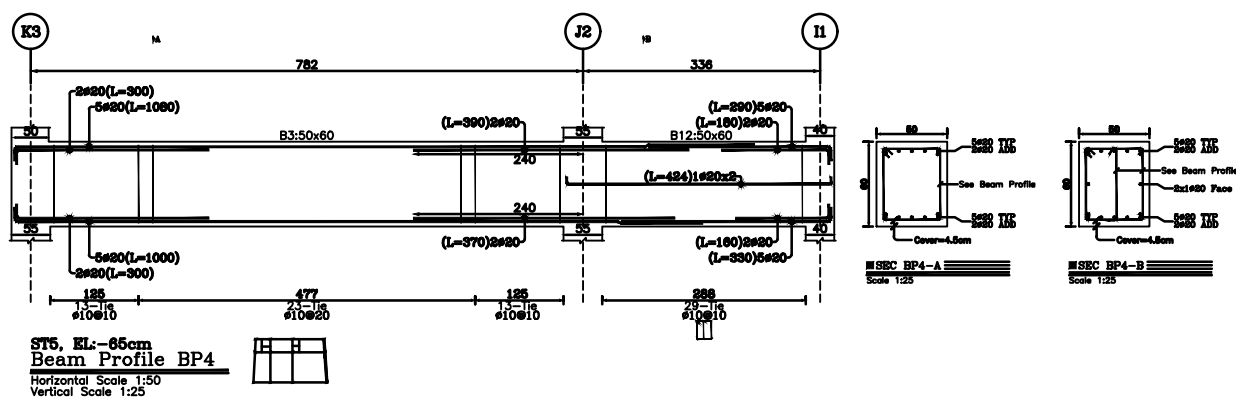 K3
J2
I1
A
B
782
336
2ø20(L=300)
5ø20(L=1080)
(L=390)2ø20
(L=290)5ø20
(L=160)2ø20
50
B3:50x60
55
B12:50x60
40
240
(L=424)1ø20x2
240
55
55
40
5ø20(L=1000)
2ø20(L=300)
(L=370)2ø20
(L=160)2ø20
(L=330)5ø20
125
477
125
288
13-Tie
23-Tie
13-Tie
29-Tie
ø10@10
ø10@20
ø10@10
ø10@10
ST5, EL:-65cm
Beam Profile BP4
Horizontal Scale 1:50
Vertical Scale 1:25
50
60
5ø20 TYP
2ø20 ADD
See Beam Profile
5ø20 TYP
2ø20 ADD
Cover=4.5cm
SEC BP4-A
Scale 1:25
50
60
5ø20 TYP
2ø20 ADD
See Beam Profile
2x1ø20 Face
5ø20 TYP
2ø20 ADD
Cover=4.5cm
SEC BP4-B
Scale 1:25